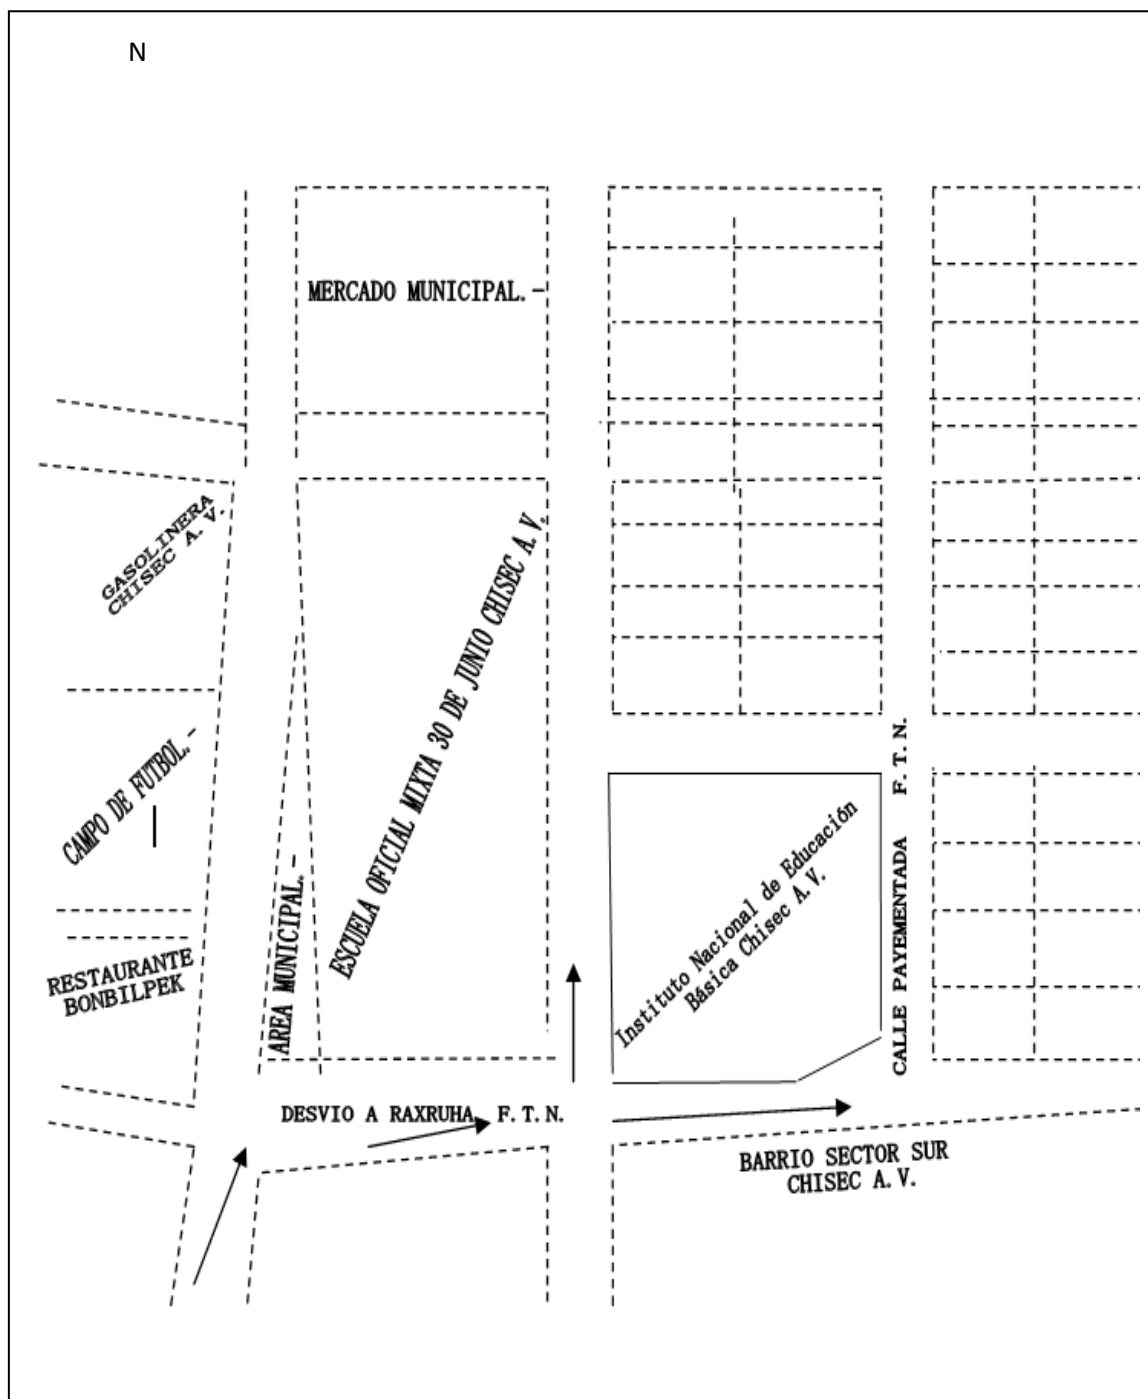 N
MERCADO MUNICIPAL.-
GASOLINERA
CHISEC A.V.
ESCUELA OFICIAL MIXTA 30 DE JUNIO CHISEC A.V.
CAMPO DE FUTBOL.-
AREA MUNICIPAL.-
RESTAURANTE
BONBILPEK
Instituto Nacional de Educación
Básica Chisec A.V.
CALLE PAYEMENTADA F.T.N.
DESVIO A RAXRUHA F.T.N.
BARRIO SECTOR SUR
CHISEC A.V.